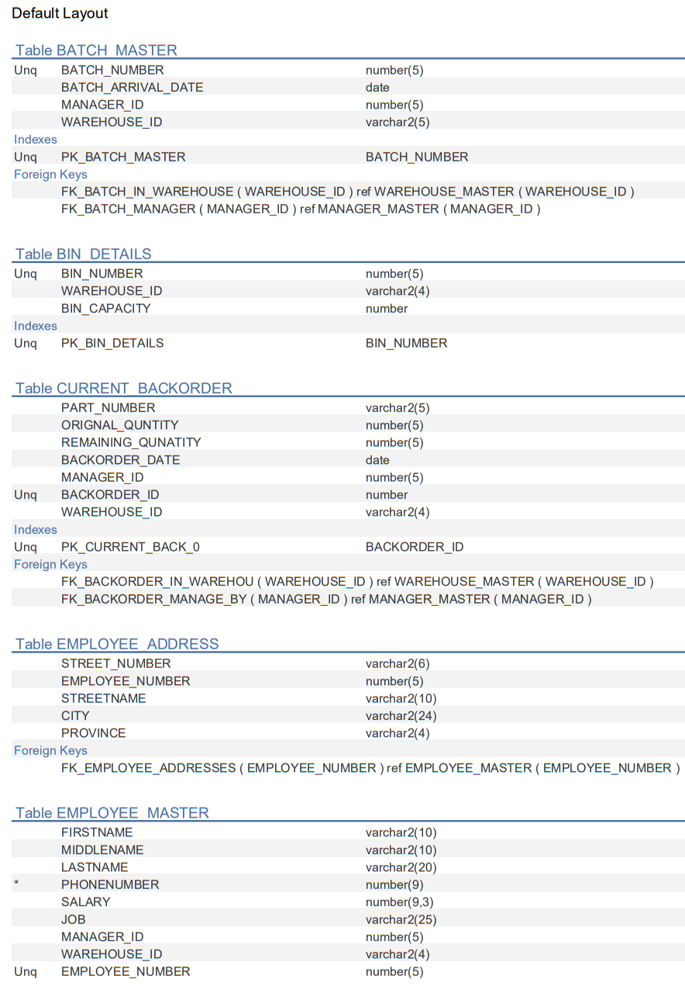 Default Layout
Table BATCH_MASTER
Unq BATCH_NUMBER number(5)
BATCH_ARRIVAL_DATE date
MANAGER_ID number(5)
WAREHOUSE_ID varchar2(5)
Indexes
Unq PK_BATCH_MASTER BATCH_NUMBER
Foreign Keys
FK_BATCH_IN_WAREHOUSE ( WAREHOUSE_ID ) ref WAREHOUSE_MASTER ( WAREHOUSE_ID )
FK_BATCH_MANAGER ( MANAGER_ID ) ref MANAGER_MASTER ( MANAGER_ID )
Table BIN_DETAILS
Unq BIN_NUMBER number(5)
WAREHOUSE_ID varchar2(4)
BIN_CAPACITY number
Indexes
Unq PK_BIN_DETAILS BIN_NUMBER
Table CURRENT_BACKORDER
PART_NUMBER varchar2(5)
ORIGNAL_QUNTITY number(5)
REMAINING_QUNATITY number(5)
BACKORDER_DATE date
MANAGER_ID number(5)
Unq BACKORDER_ID number
WAREHOUSE_ID varchar2(4)
Indexes
Unq PK_CURRENT_BACK_0 BACKORDER_ID
Foreign Keys
FK_BACKORDER_IN_WAREHOU ( WAREHOUSE_ID ) ref WAREHOUSE_MASTER ( WAREHOUSE_ID )
FK_BACKORDER_MANAGE_BY ( MANAGER_ID ) ref MANAGER_MASTER ( MANAGER_ID )
Table EMPLOYEE_ADDRESS
STREET_NUMBER varchar2(6)
EMPLOYEE_NUMBER number(5)
STREETNAME varchar2(10)
CITY varchar2(24)
PROVINCE varchar2(4)
Foreign Keys
FK_EMPLOYEE_ADDRESSES ( EMPLOYEE_NUMBER ) ref EMPLOYEE_MASTER ( EMPLOYEE_NUMBER )
Table EMPLOYEE_MASTER
FIRSTNAME varchar2(10)
MIDDLENAME varchar2(10)
LASTNAME varchar2(20)
* PHONENUMBER number(9)
SALARY number(9,3)
JOB varchar2(25)
MANAGER_ID number(5)
WAREHOUSE_ID varchar2(4)
Unq EMPLOYEE_NUMBER number(5)